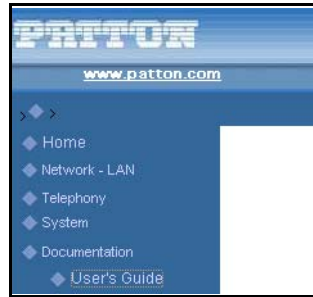 PATTON
www.patton.com
> >
Home
Network - LAN
Telephony
System
Documentation
User's Guide